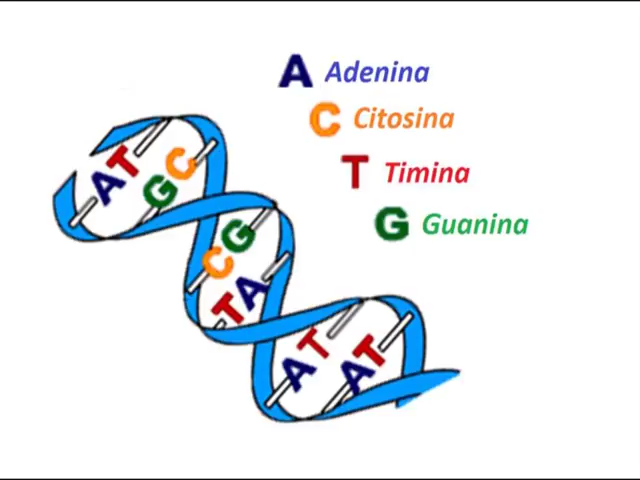 A Adenina
C Citosina
T Timina
G Guanina
AT
GC
CG
TA
AT
AT